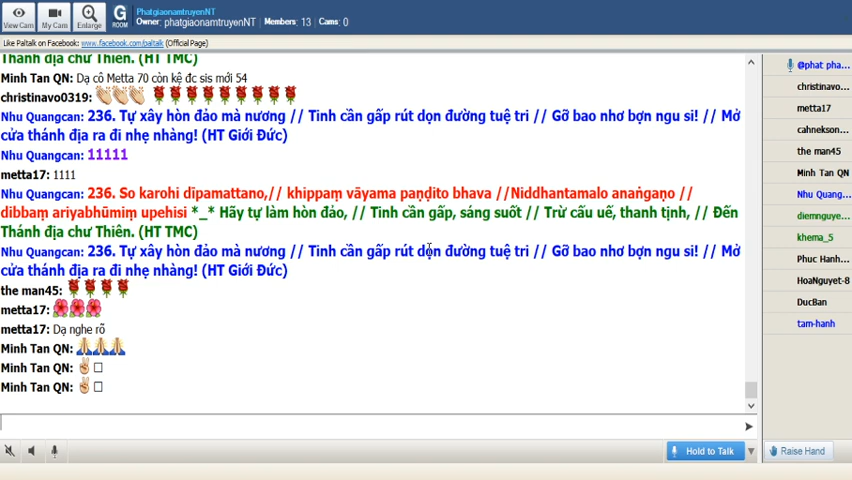 PhatgiaonamtruyenNT
Owner: phatgiaonamtruyenNT Members: 13 Cams: 0
View Cam My Cam Enlarge G ROOM
Like Paltalk on Facebook: www.facebook.com/paltalk (Official Page)
Thánh địa chư Thiên. (HT TMC)
Minh Tan QN: Dạ cô Metta 70 còn kệ đc sis mới 54
christinavo0319:
Nhu Quangcan: 236. Tự xây hòn đảo mà nương // Tinh cần gấp rút dọn đường tuệ tri // Gỡ bao nhơ bợn ngu si! // Mở
cửa thánh địa ra đi nhẹ nhàng! (HT Giới Đức)
Nhu Quangcan: 11111
metta17: 1111
Nhu Quangcan: 236. So karohi dīpamattano,// khippaṃ vāyama paṇḍito bhava //Niddhantamalo anaṅgaṇo //
dibbaṃ ariyabhūmiṃ upehisi *_* Hãy tự làm hòn đảo, // Tinh cần gấp, sáng suốt // Trừ cấu uế, thanh tịnh, // Đến
Thánh địa chư Thiên. (HT TMC)
Nhu Quangcan: 236. Tự xây hòn đảo mà nương // Tinh cần gấp rút dọn đường tuệ tri // Gỡ bao nhơ bợn ngu si! // Mở
cửa thánh địa ra đi nhẹ nhàng! (HT Giới Đức)
the man45:
metta17:
metta17: Dạ nghe rõ
Minh Tan QN:
Minh Tan QN:
Minh Tan QN:
@phat pha...
christinavo...
metta17
cahnekson...
the man45
Minh Tan QN
Nhu Quang...
diemnguye...
khema_5
Phuc Hanh...
HoaNguyet-8
DucBan
tam-hanh
Hold to Talk
Raise Hand